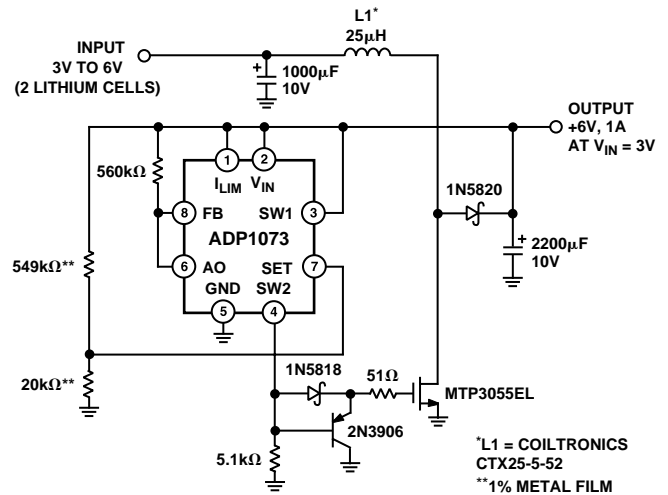 L1*
25µH
INPUT
3V TO 6V
(2 LITHIUM CELLS)
+
1000µF
10V
OUTPUT
+6V, 1A
AT VIN = 3V
560kΩ
1
2
ILIM
VIN
1N5820
8
FB
SW1
3
ADP1073
+
2200µF
10V
549kΩ**
6
AO
SET
7
GND
SW2
5
4
1N5818
51Ω
20kΩ**
MTP3055EL
2N3906
5.1kΩ
*L1 = COILTRONICS
CTX25-5-52
**1% METAL FILM